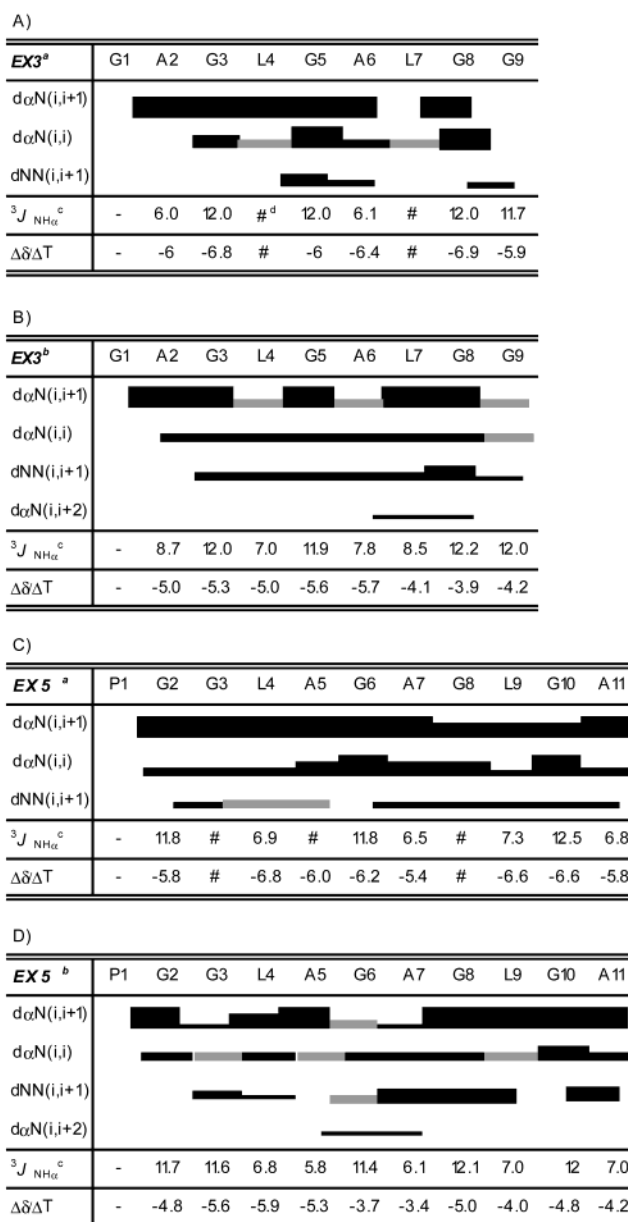 A)
EX3ᵃ G1 A2 G3 L4 G5 A6 L7 G8 G9
dαN(i,i+1)
dαN(i,i)
dNN(i,i+1)
³J NHα ᶜ - 6.0 12.0 #ᵈ 12.0 6.1 # 12.0 11.7
Δδ/ΔT - -6 -6.8 # -6 -6.4 # -6.9 -5.9
B)
EX3ᵇ G1 A2 G3 L4 G5 A6 L7 G8 G9
dαN(i,i+1)
dαN(i,i)
dNN(i,i+1)
dαN(i,i+2)
³J NHα ᶜ - 8.7 12.0 7.0 11.9 7.8 8.5 12.2 12.0
Δδ/ΔT - -5.0 -5.3 -5.0 -5.6 -5.7 -4.1 -3.9 -4.2
C)
EX 5 ᵃ P1 G2 G3 L4 A5 G6 A7 G8 L9 G10 A11
dαN(i,i+1)
dαN(i,i)
dNN(i,i+1)
³J NHα ᶜ - 11.8 # 6.9 # 11.8 6.5 # 7.3 12.5 6.8
Δδ/ΔT - -5.8 # -6.8 -6.0 -6.2 -5.4 # -6.6 -6.6 -5.8
D)
EX 5 ᵇ P1 G2 G3 L4 A5 G6 A7 G8 L9 G10 A11
dαN(i,i+1)
dαN(i,i)
dNN(i,i+1)
dαN(i,i+2)
³J NHα ᶜ - 11.7 11.6 6.8 5.8 11.4 6.1 12.1 7.0 12 7.0
Δδ/ΔT - -4.8 -5.6 -5.9 -5.3 -3.7 -3.4 -5.0 -4.0 -4.8 -4.2